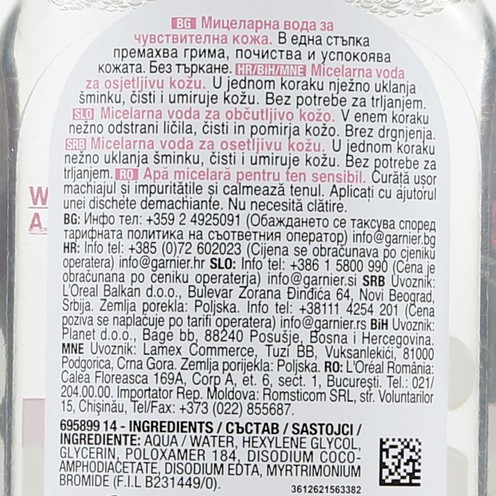 BG Мицеларна вода за
чувствителна кожа. В една стъпка
премахва грима, почиства и успокоява
кожата. Без търкане. HR/BiH/MNE Micelarna voda
za osjetljivu kožu. U jednom koraku nježno uklanja
šminku, čisti i umiruje kožu. Bez potrebe za trljanjem.
SLO Micelarna voda za občutljivo kožo. V enem koraku
nežno odstrani ličila, čisti in pomirja kožo. Brez drgnjenja.
SRB Micelarna voda za osetljivu kožu. U jednom koraku
nežno uklanja šminku, čisti i umiruje kožu. Bez potrebe za
trljanjem. RO Apă micelară pentru ten sensibil. Curăță ușor
machiajul și impuritățile și calmează tenul. Aplicați cu ajutorul
unei dischete demachiante. Nu necesită clătire.
BG: Инфо тел: +359 2 4925091 (Обаждането се таксува според
тарифната политика на съответния оператор) info@garnier.bg
HR: Info tel: +385 (0)72 602023 (Cijena se obračunava po cjeniku
operatera) info@garnier.hr SLO: Info tel: +386 1 5800 990 (Cena je
obračunana po ceniku operaterja) info@garnier.si SRB Uvoznik:
L'Oreal Balkan d.o.o., Bulevar Zorana Đinđića 64, Novi Beograd,
Srbija. Zemlja porekla: Poljska. Info tel: +38111 4254 201 (Cena
poziva se naplaćuje po tarifi operatera) info@garnier.rs BiH Uvoznik:
Planet d.o.o., Bage bb, 88240 Posušje, Bosna i Hercegovina.
MNE Uvoznik: Lamex Commerce, Tuzi BB, Vuksanlekići, 81000
Podgorica, Crna Gora. Zemlja porijekla: Poljska. RO: L'Oréal România:
Calea Floreasca 169A, Corp A, et. 6, sect. 1, București. Tel.: 021/
204.00.00. Importator Rep. Moldova: Romsticom SRL, str. Voluntarilor
15, Chișinău, Tel/Fax: +373 (022) 855687.
695899 14 - INGREDIENTS / СЪСТАВ / SASTOJCI /
INGREDIENTE: AQUA / WATER, HEXYLENE GLYCOL,
GLYCERIN, POLOXAMER 184, DISODIUM COCO-
AMPHODIACETATE, DISODIUM EDTA, MYRTRIMONIUM
BROMIDE (F.I.L B231449/0)
3612621563382
W
A.